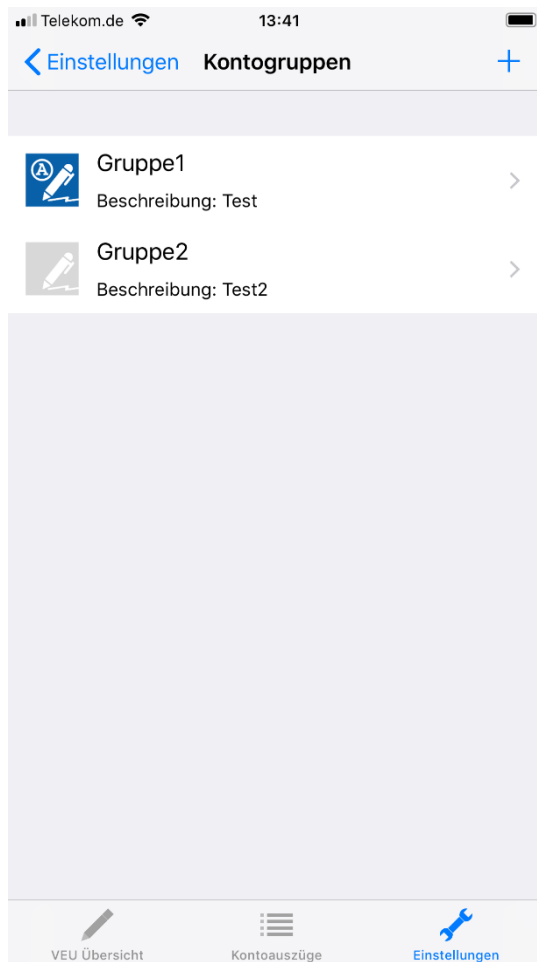 Telekom.de 13:41
Einstellungen Kontogruppen +
A
Gruppe1
Beschreibung: Test
Gruppe2
Beschreibung: Test2
VEU Übersicht Kontoauszüge Einstellungen